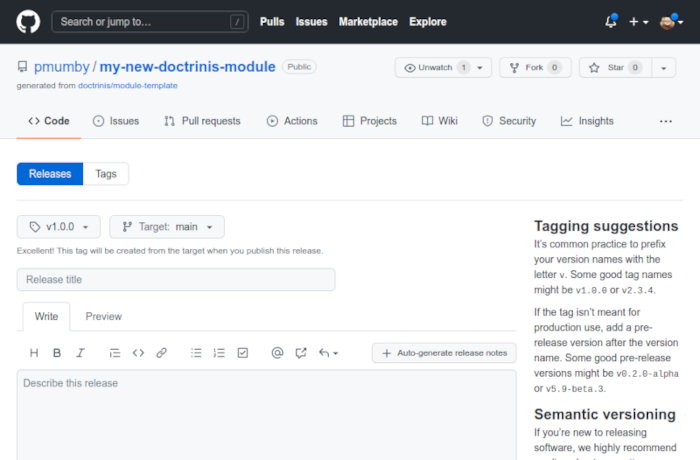 Search or jump to... /
Pulls Issues Marketplace Explore
pmumby / my-new-doctrinis-module Public
generated from doctrinis/module-template
Unwatch 1 Fork 0 Star 0
Code Issues Pull requests Actions Projects Wiki Security Insights ...
Releases Tags
v1.0.0 Target: main
Excellent! This tag will be created from the target when you publish this release.
Release title
Write Preview
H B I @ + Auto-generate release notes
Describe this release
Tagging suggestions
It's common practice to prefix
your version names with the
letter v. Some good tag names
might be v1.0.0 or v2.3.4.
If the tag isn't meant for
production use, add a pre-
release version after the version
name. Some good pre-release
versions might be v0.2.0-alpha
or v5.9-beta.3.
Semantic versioning
If you're new to releasing
software, we highly recommend